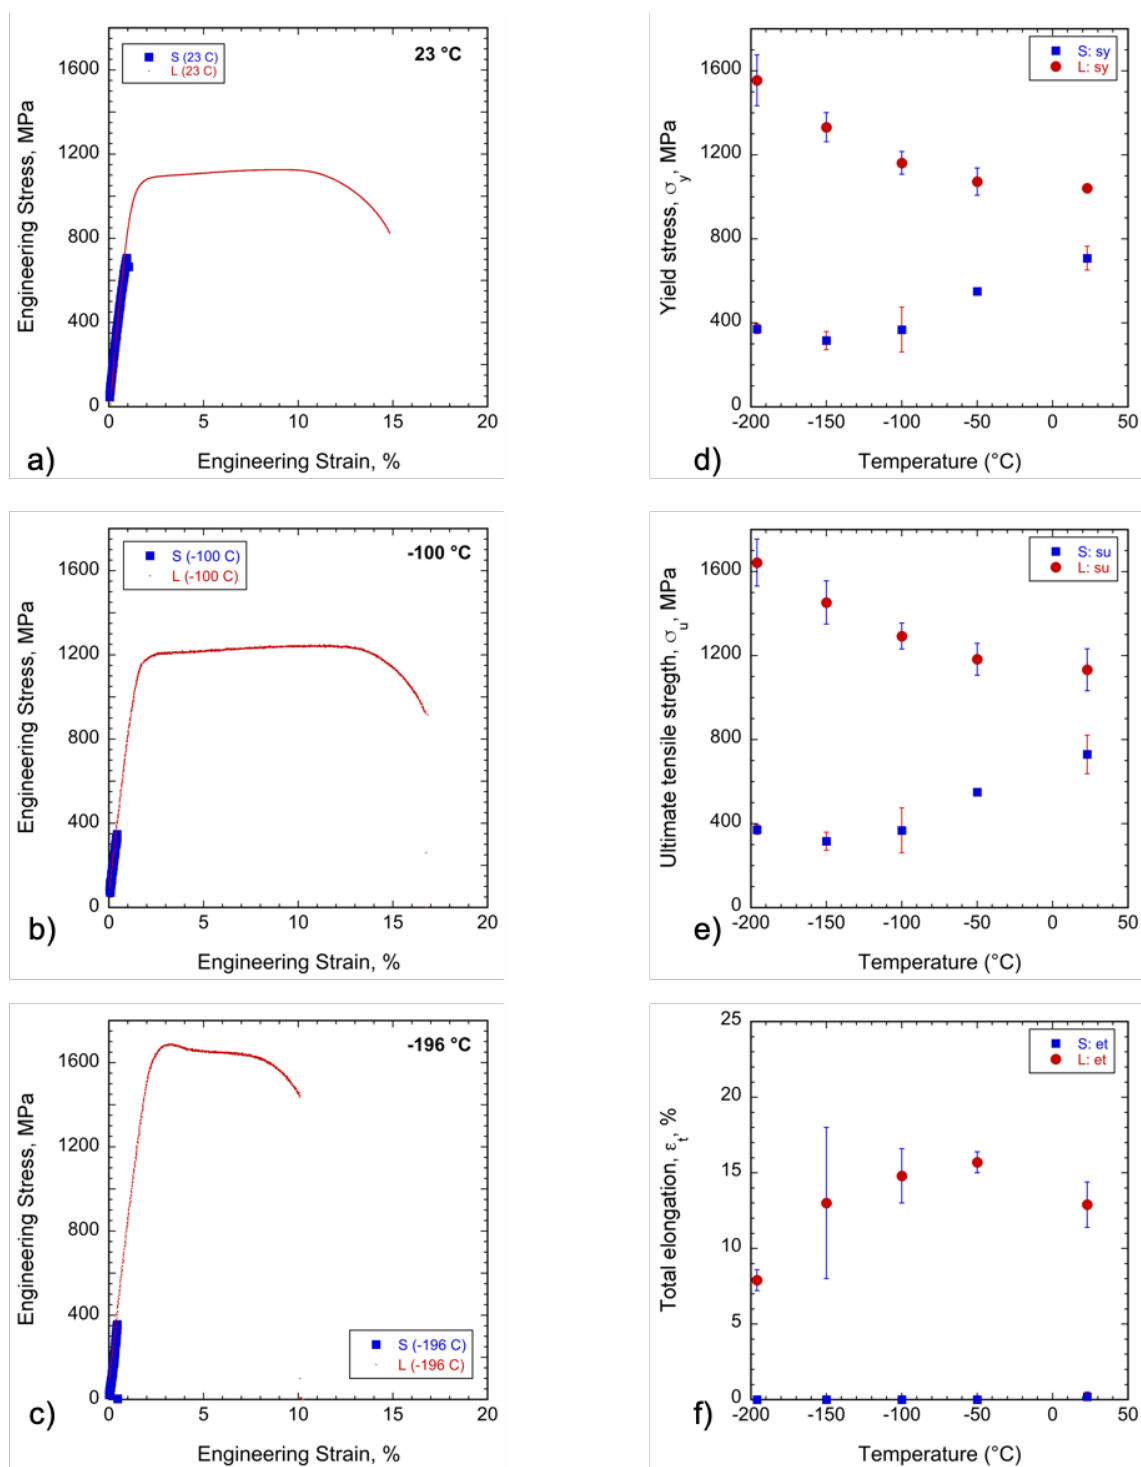 S (23 C)
L (23 C)
23 °C
1600
1200
800
400
0
0 5 10 15 20
Engineering Stress, MPa
Engineering Strain, %
a)
S: sy
L: sy
1600
1200
800
400
0
-200 -150 -100 -50 0 50
Yield stress, σy, MPa
Temperature (°C)
d)
S (-100 C)
L (-100 C)
-100 °C
1600
1200
800
400
0
0 5 10 15 20
Engineering Stress, MPa
Engineering Strain, %
b)
S: su
L: su
1600
1200
800
400
0
-200 -150 -100 -50 0 50
Ultimate tensile stregth, σu, MPa
Temperature (°C)
e)
-196 °C
1600
1200
800
400
0
S (-196 C)
L (-196 C)
0 5 10 15 20
Engineering Stress, MPa
Engineering Strain, %
c)
S: et
L: et
25
20
15
10
5
0
-200 -150 -100 -50 0 50
Total elongation, εt, %
Temperature (°C)
f)